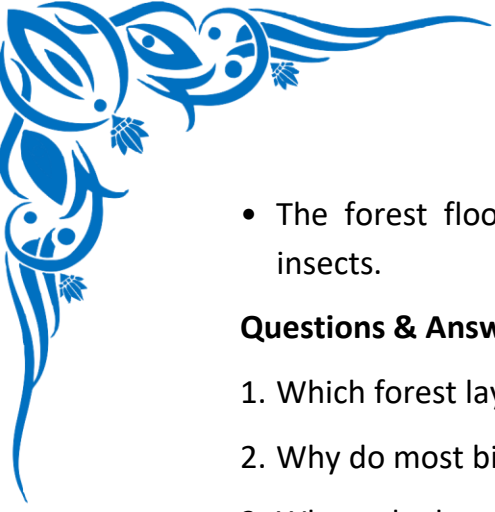 • The forest floo
insects.
Questions & Answ
1. Which forest lay
2. Why do most bi